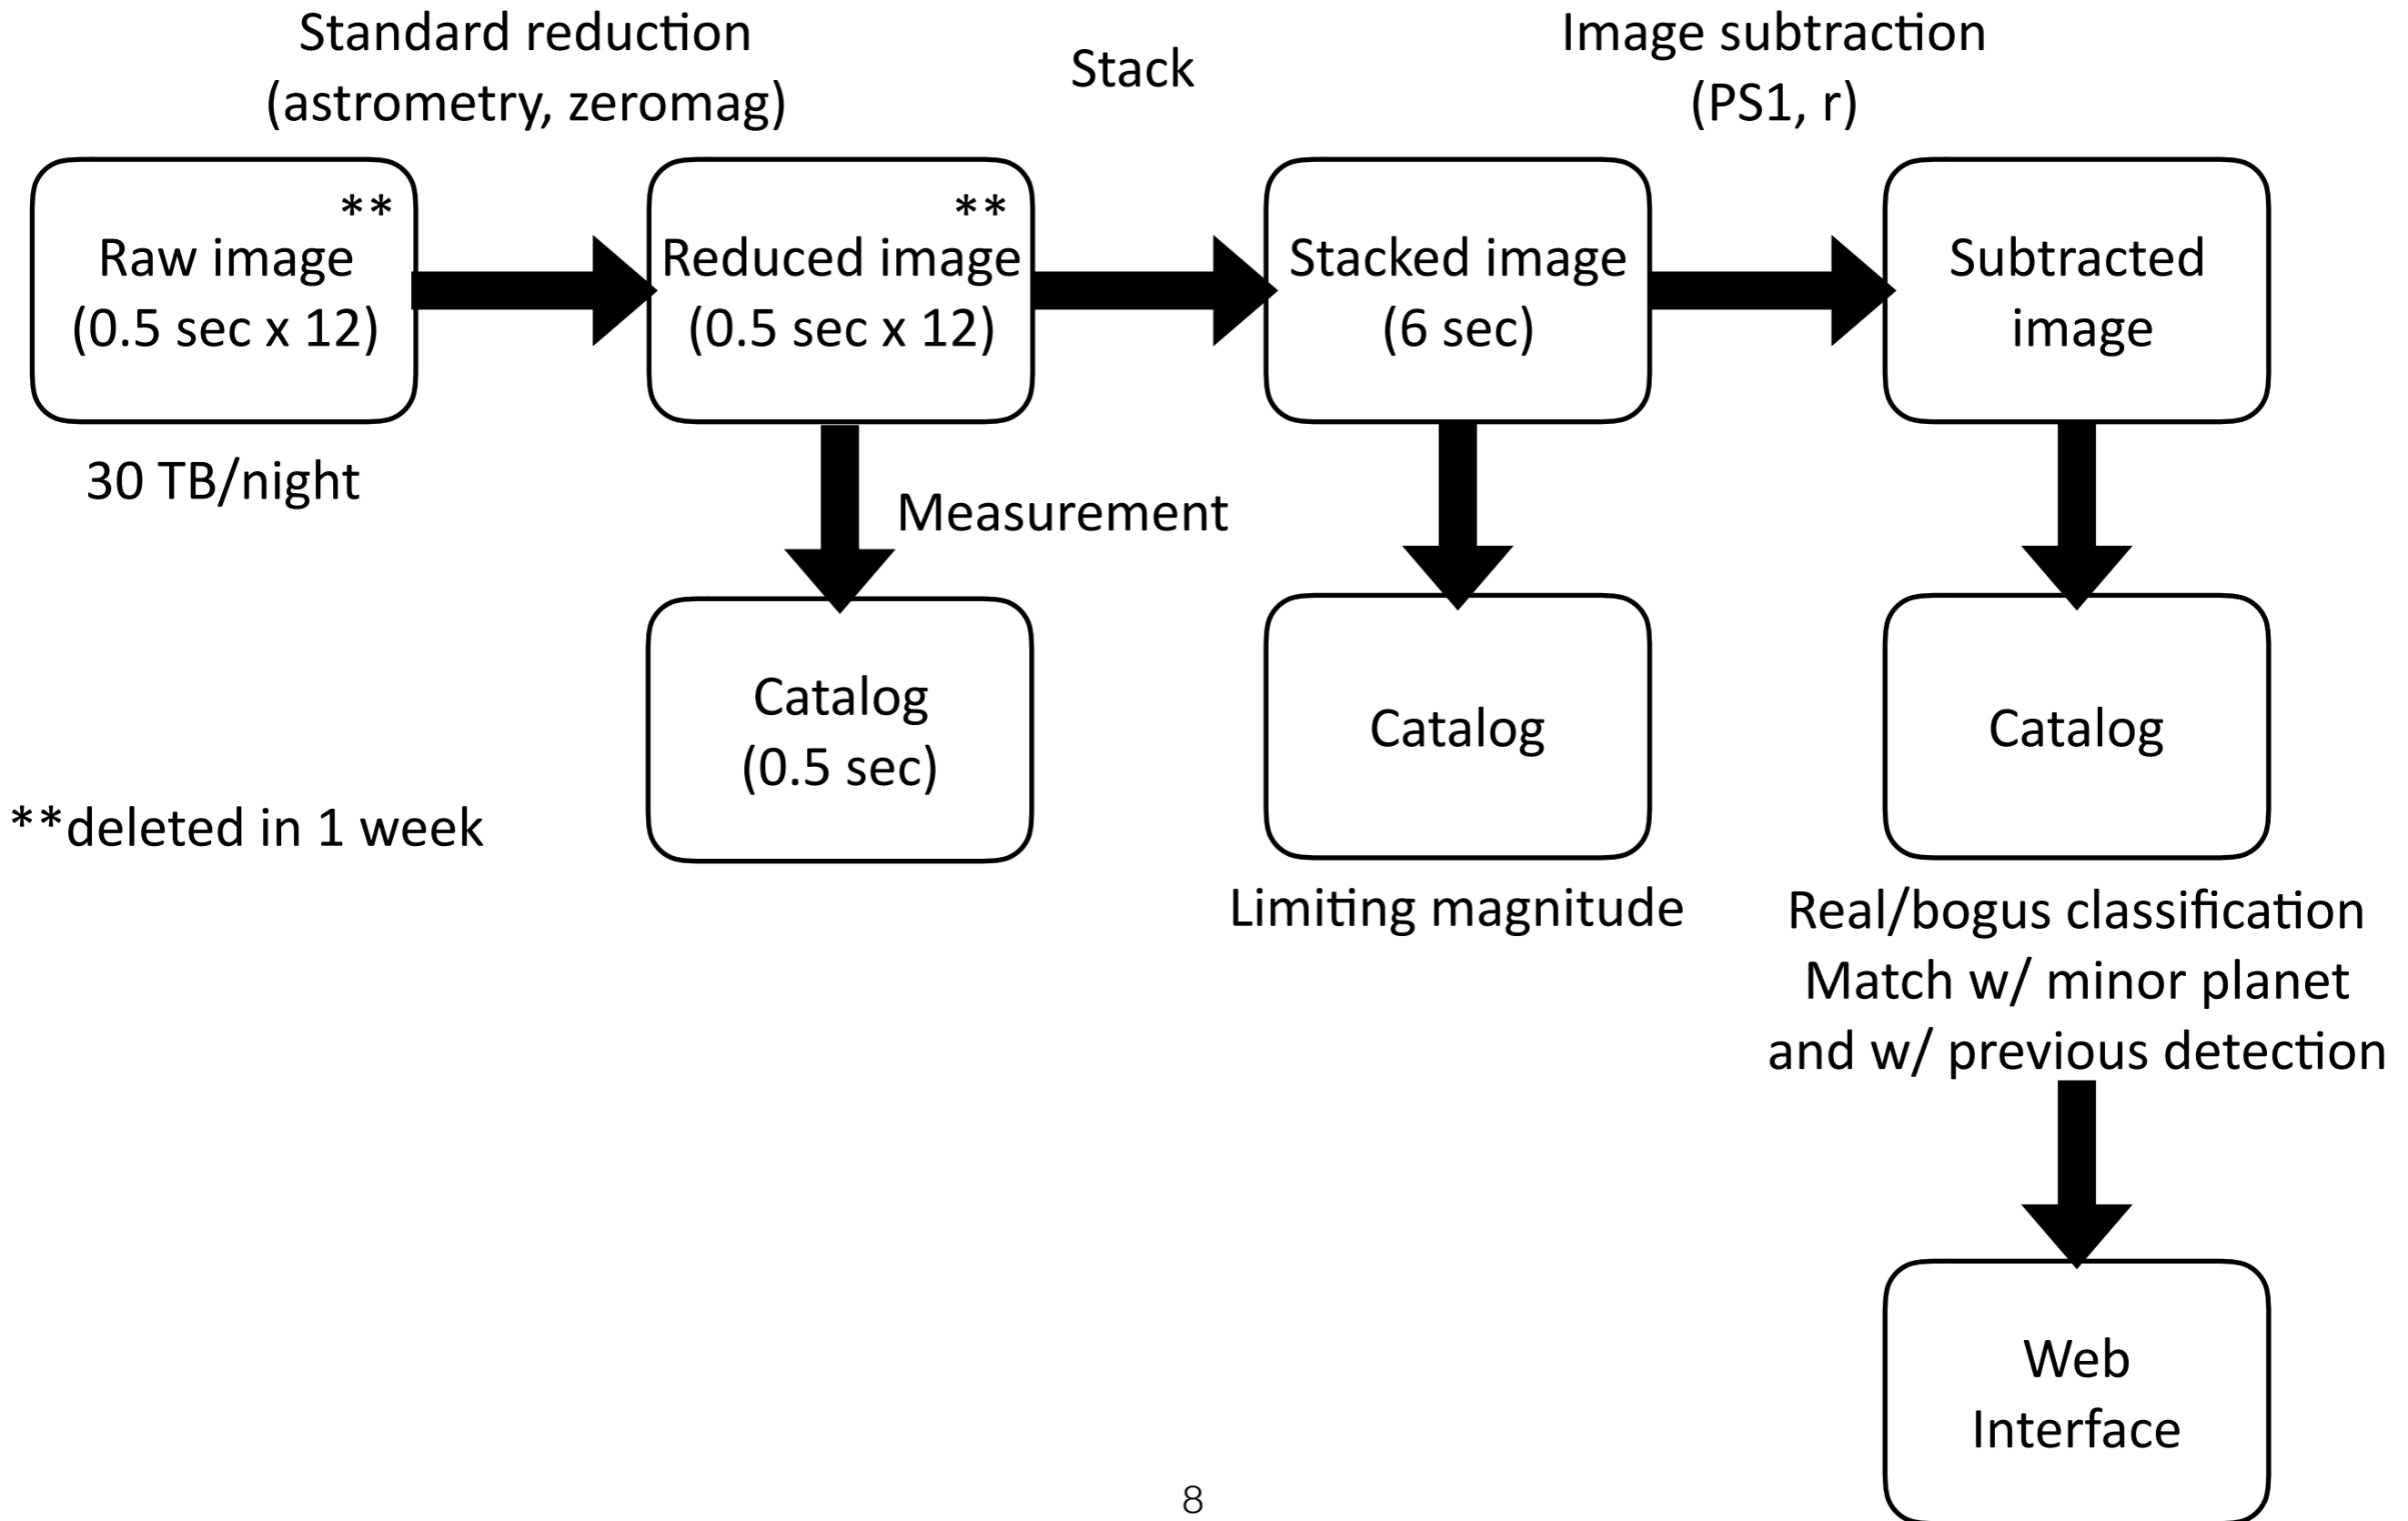 Standard reduction
(astrometry, zeromag)
Stack
Image subtraction
(PS1, r)
**
Raw image
(0.5 sec x 12)
**
Reduced image
(0.5 sec x 12)
Stacked image
(6 sec)
Subtracted
image
30 TB/night
Measurement
Catalog
(0.5 sec)
Catalog
Catalog
**deleted in 1 week
Limiting magnitude
Real/bogus classification
Match w/ minor planet
and w/ previous detection
Web
Interface
8